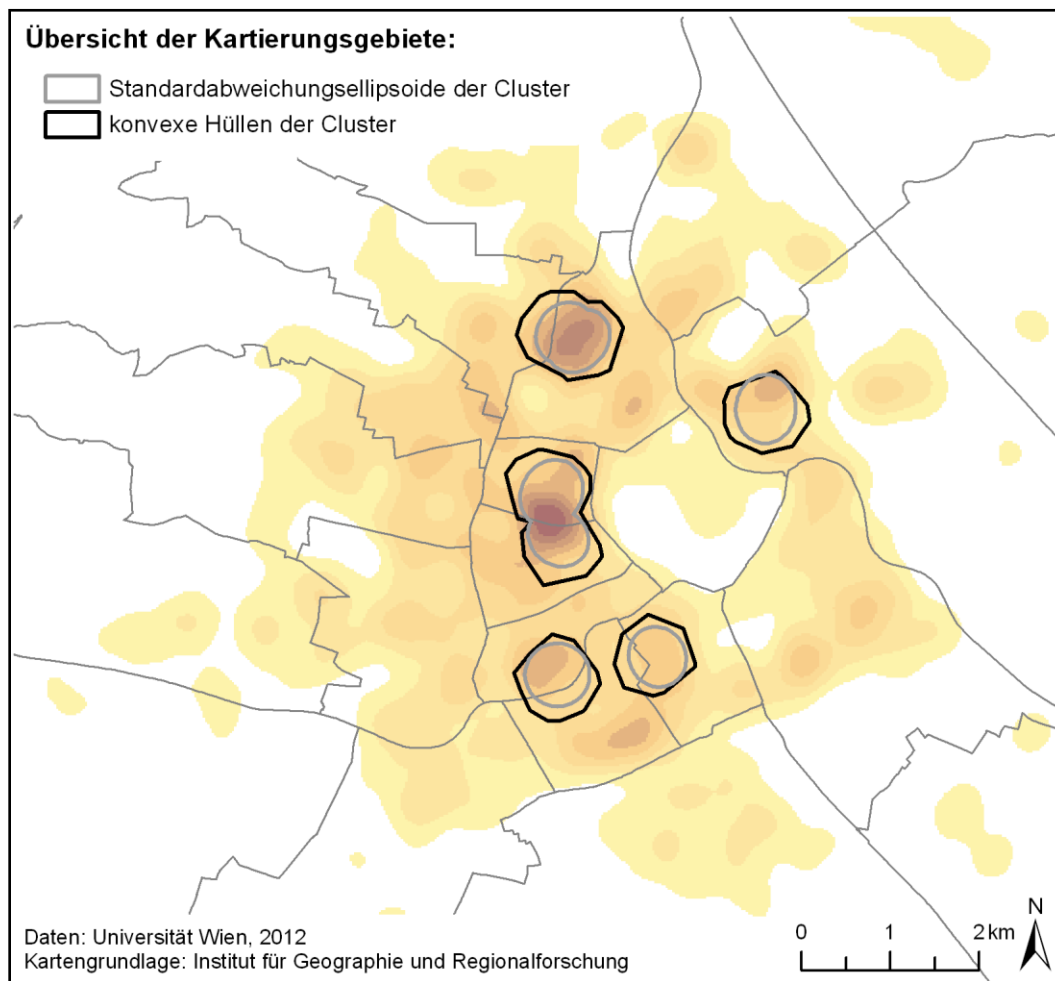 Übersicht der Kartierungsgebiete:
Standardabweichungsellipsoide der Cluster
konvexe Hüllen der Cluster
Daten: Universität Wien, 2012
Kartengrundlage: Institut für Geographie und Regionalforschung
0 1 2 km
N